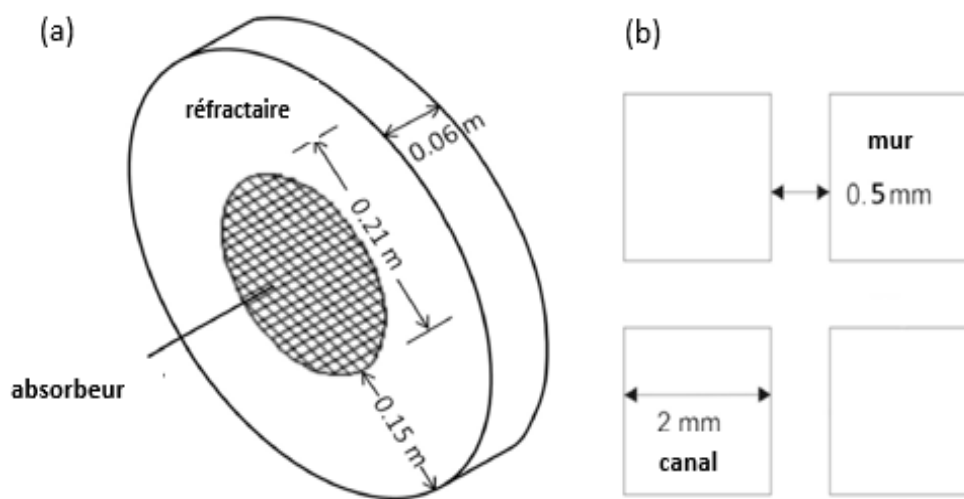 (a)
réfractaire
0.06 m
0.21 m
absorbeur
0.15 m
(b)
mur
0.5 mm
2 mm
canal